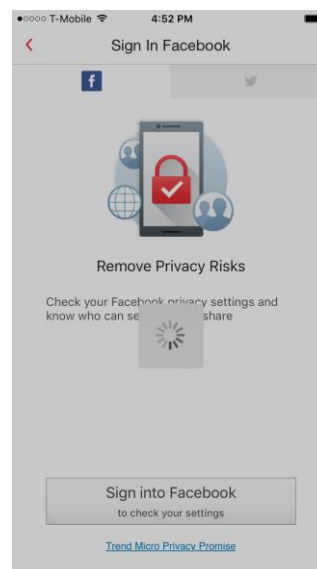 T-Mobile 4:52 PM
Sign In Facebook
f
Remove Privacy Risks
Check your Facebook privacy settings and
know who can se share
Sign into Facebook
to check your settings
Trend Micro Privacy Promise